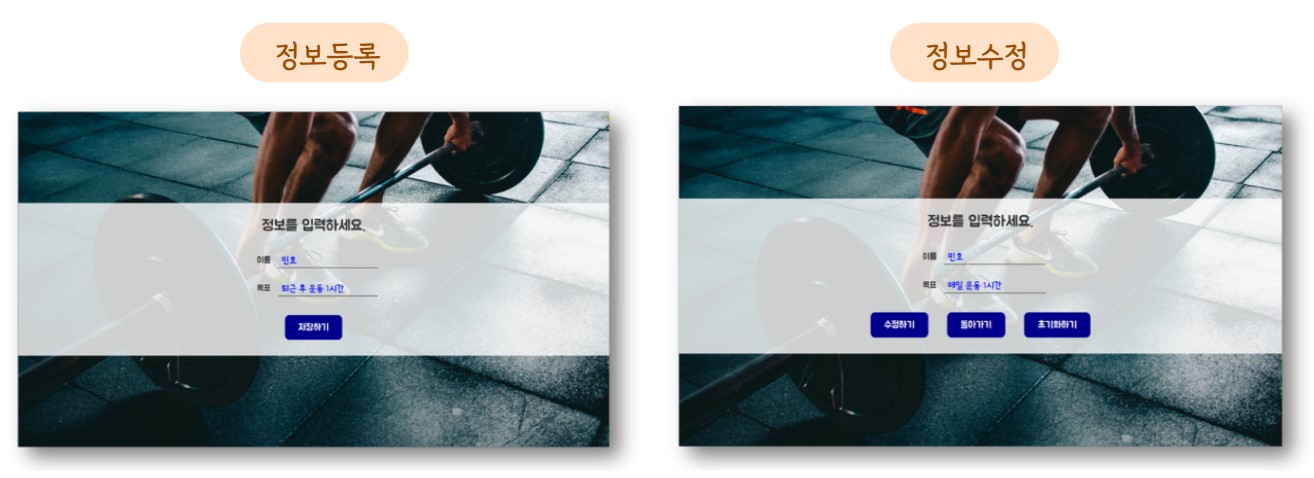 정보등록
정보를 입력하세요.
이름 민호
목표 퇴근 후 운동 1시간
저장하기
정보수정
정보를 입력하세요.
이름 민호
목표 매일 운동 1시간
수정하기 돌아가기 초기화하기